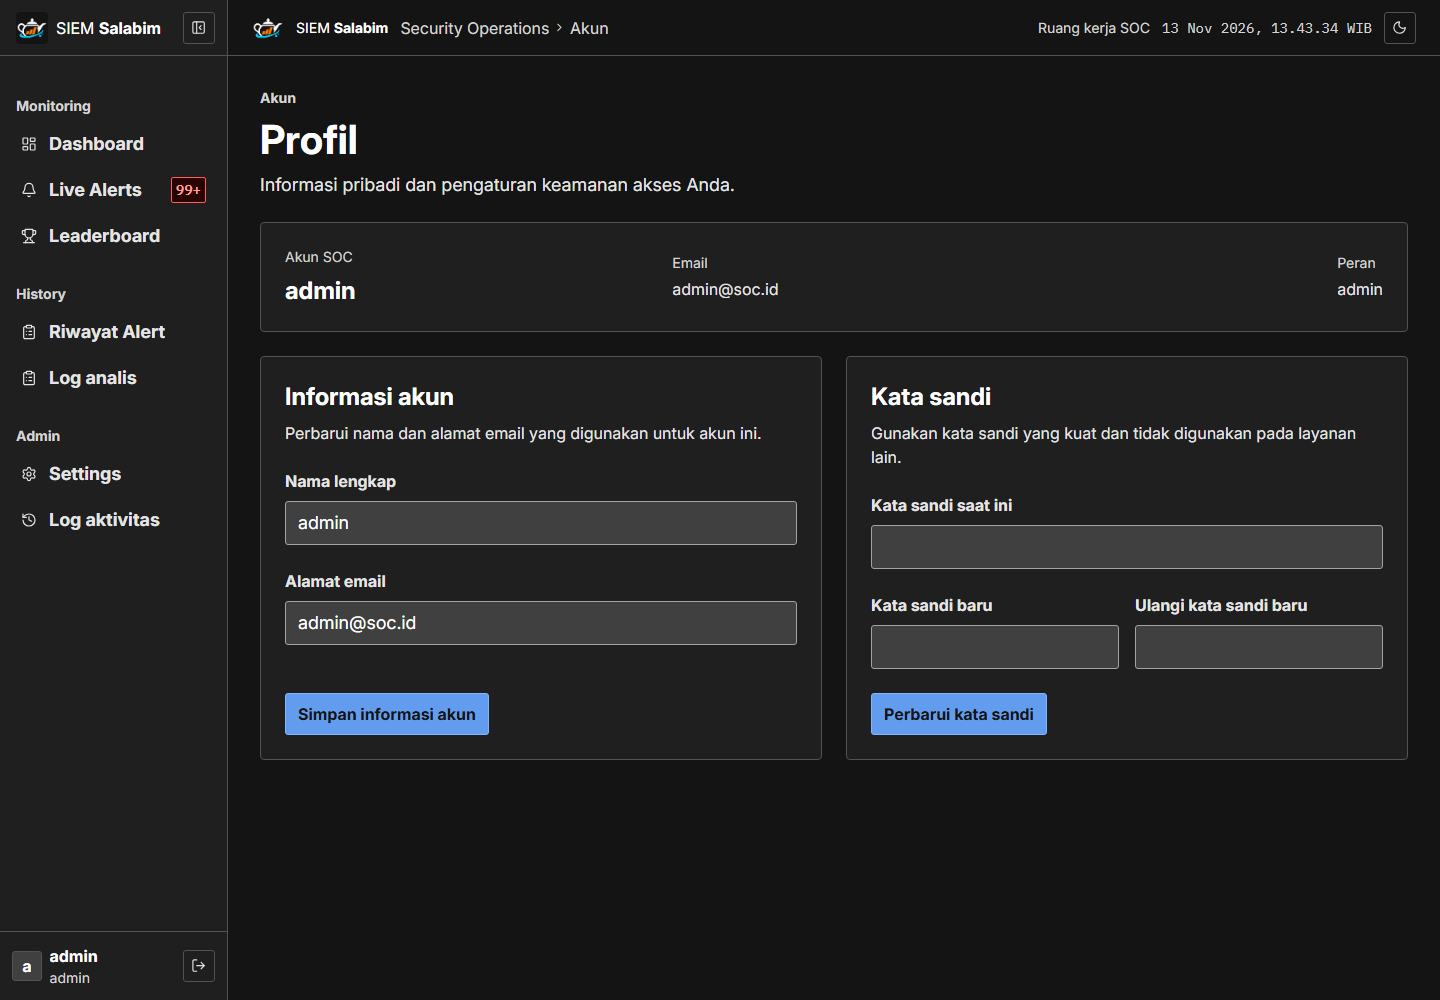 SIEM Salabim
Monitoring
Dashboard
Live Alerts 99+
Leaderboard
History
Riwayat Alert
Log analis
Admin
Settings
Log aktivitas
a
admin
admin
SIEM Salabim Security Operations › Akun
Ruang kerja SOC 13 Nov 2026, 13.43.34 WIB
Akun
Profil
Informasi pribadi dan pengaturan keamanan akses Anda.
Akun SOC
admin
Email
admin@soc.id
Peran
admin
Informasi akun
Perbarui nama dan alamat email yang digunakan untuk akun ini.
Nama lengkap
admin
Alamat email
admin@soc.id
Simpan informasi akun
Kata sandi
Gunakan kata sandi yang kuat dan tidak digunakan pada layanan
lain.
Kata sandi saat ini
Kata sandi baru
Ulangi kata sandi baru
Perbarui kata sandi